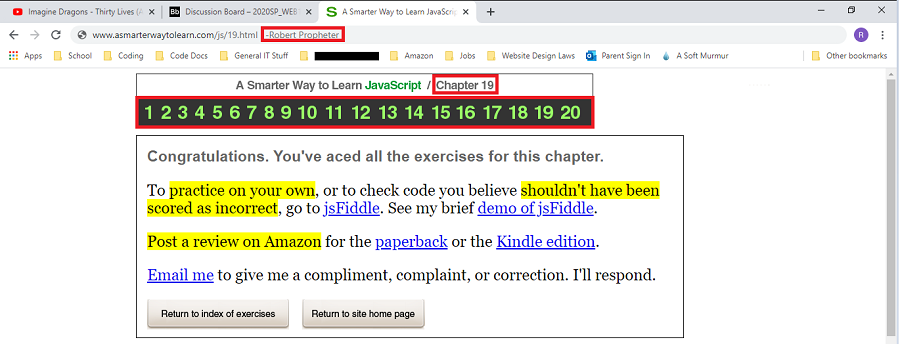 Imagine Dragons - Thirty Lives (A
Discussion Board – 2020SP_WEB
A Smarter Way to Learn JavaScrip
www.asmarterwaytolearn.com/js/19.html -Robert Propheter
R
Apps School Coding Code Docs General IT Stuff Amazon Jobs Website Design Laws Parent Sign In A Soft Murmur Other bookmarks
A Smarter Way to Learn JavaScript / Chapter 19
1 2 3 4 5 6 7 8 9 10 11 12 13 14 15 16 17 18 19 20
Congratulations. You've aced all the exercises for this chapter.
To practice on your own, or to check code you believe shouldn't have been
scored as incorrect, go to jsFiddle. See my brief demo of jsFiddle.
Post a review on Amazon for the paperback or the Kindle edition.
Email me to give me a compliment, complaint, or correction. I'll respond.
Return to index of exercises Return to site home page